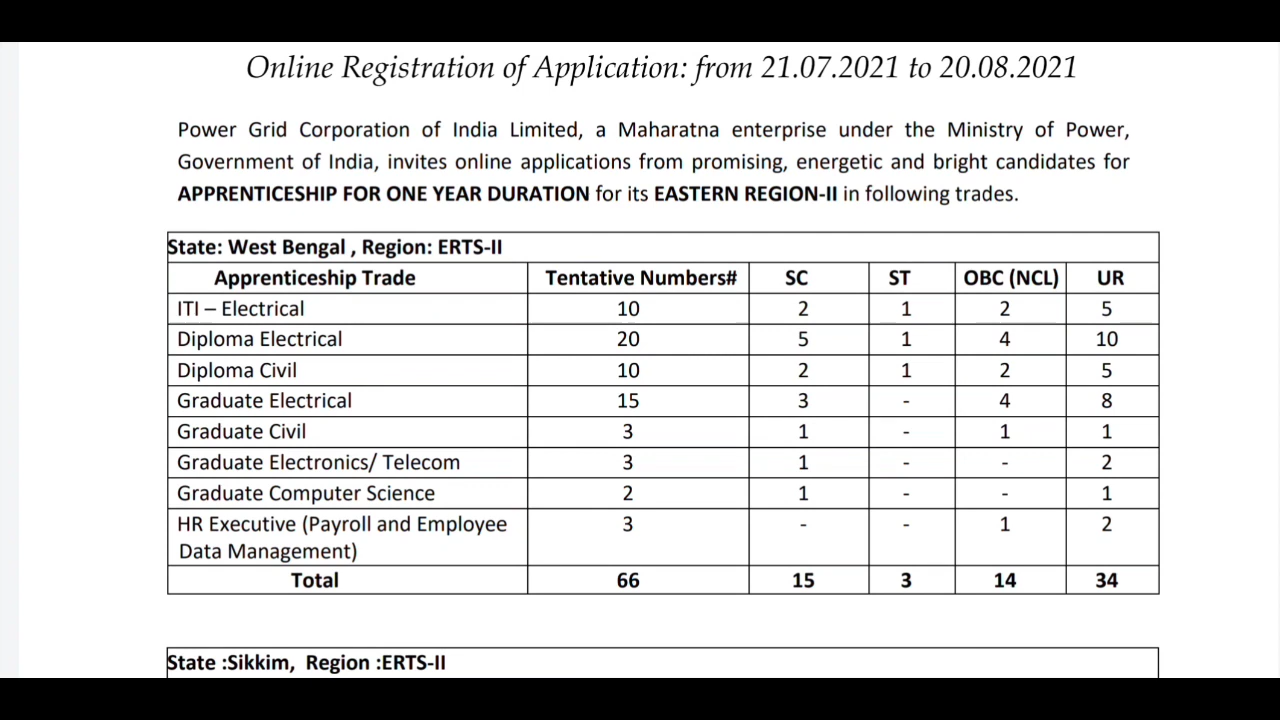 Online Registration of Application: from 21.07.2021 to 20.08.2021
Power Grid Corporation of India Limited, a Maharatna enterprise under the Ministry of Power,
Government of India, invites online applications from promising, energetic and bright candidates for
APPRENTICESHIP FOR ONE YEAR DURATION for its EASTERN REGION-II in following trades.
State: West Bengal , Region: ERTS-II
Apprenticeship Trade Tentative Numbers# SC ST OBC (NCL) UR
ITI – Electrical 10 2 1 2 5
Diploma Electrical 20 5 1 4 10
Diploma Civil 10 2 1 2 5
Graduate Electrical 15 3 - 4 8
Graduate Civil 3 1 - 1 1
Graduate Electronics/ Telecom 3 1 - - 2
Graduate Computer Science 2 1 - - 1
HR Executive (Payroll and Employee 3 - - 1 2
Data Management)
Total 66 15 3 14 34
State :Sikkim, Region :ERTS-II